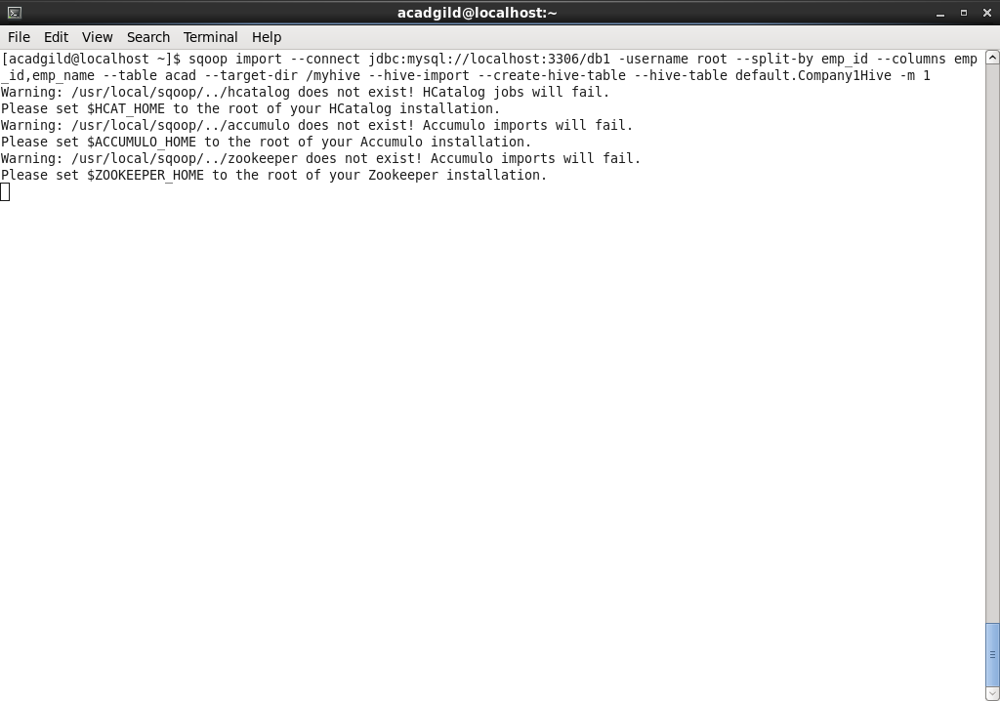 acadgild@localhost:~
File Edit View Search Terminal Help
[acadgild@localhost ~]$ sqoop import --connect jdbc:mysql://localhost:3306/db1 -username root --split-by emp_id --columns emp
_id,emp_name --table acad --target-dir /myhive --hive-import --create-hive-table --hive-table default.Company1Hive -m 1
Warning: /usr/local/sqoop/../hcatalog does not exist! HCatalog jobs will fail.
Please set $HCAT_HOME to the root of your HCatalog installation.
Warning: /usr/local/sqoop/../accumulo does not exist! Accumulo imports will fail.
Please set $ACCUMULO_HOME to the root of your Accumulo installation.
Warning: /usr/local/sqoop/../zookeeper does not exist! Accumulo imports will fail.
Please set $ZOOKEEPER_HOME to the root of your Zookeeper installation.